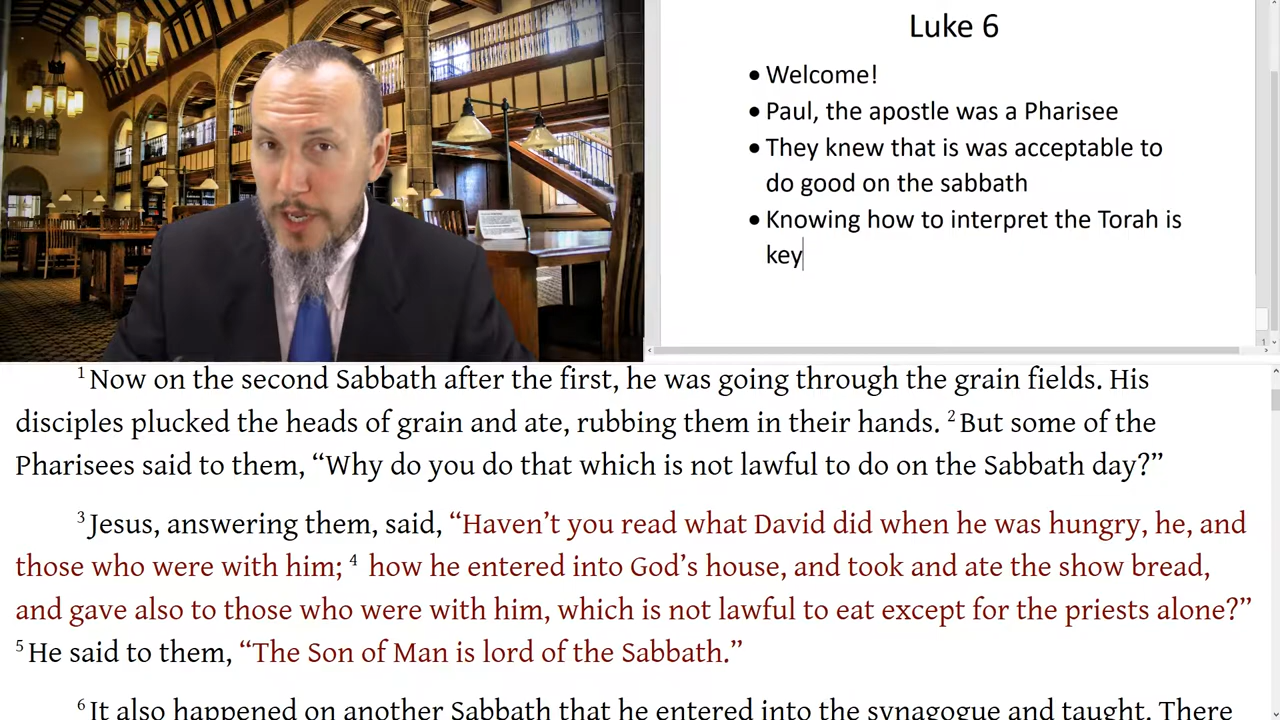 Luke 6
• Welcome!
• Paul, the apostle was a Pharisee
• They knew that is was acceptable to
do good on the sabbath
• Knowing how to interpret the Torah is
key
1 Now on the second Sabbath after the first, he was going through the grain fields. His
disciples plucked the heads of grain and ate, rubbing them in their hands. 2 But some of the
Pharisees said to them, “Why do you do that which is not lawful to do on the Sabbath day?”
3 Jesus, answering them, said, “Haven’t you read what David did when he was hungry, he, and
those who were with him; 4 how he entered into God’s house, and took and ate the show bread,
and gave also to those who were with him, which is not lawful to eat except for the priests alone?”
5 He said to them, “The Son of Man is lord of the Sabbath.”
6 It also happened on another Sabbath that he entered into the synagogue and taught. There